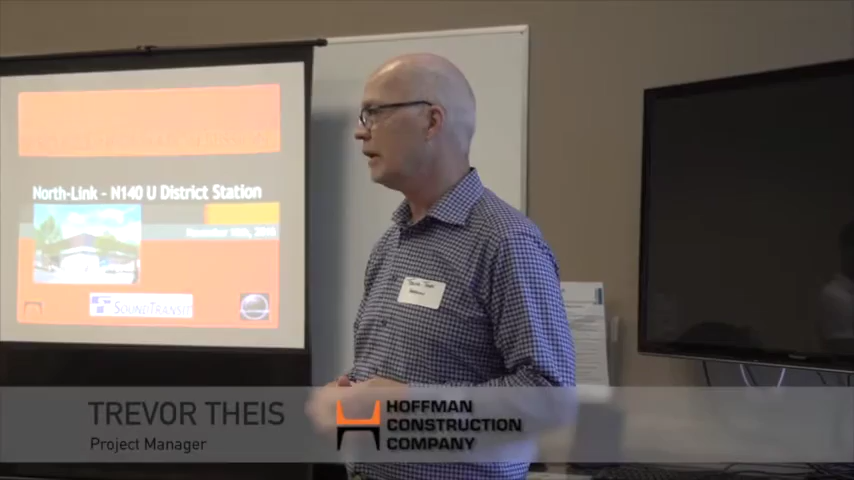 North-Link - N140 U District Station
SOUNDTRANSIT
TREVOR THEIS
Project Manager
HOFFMAN
CONSTRUCTION
COMPANY